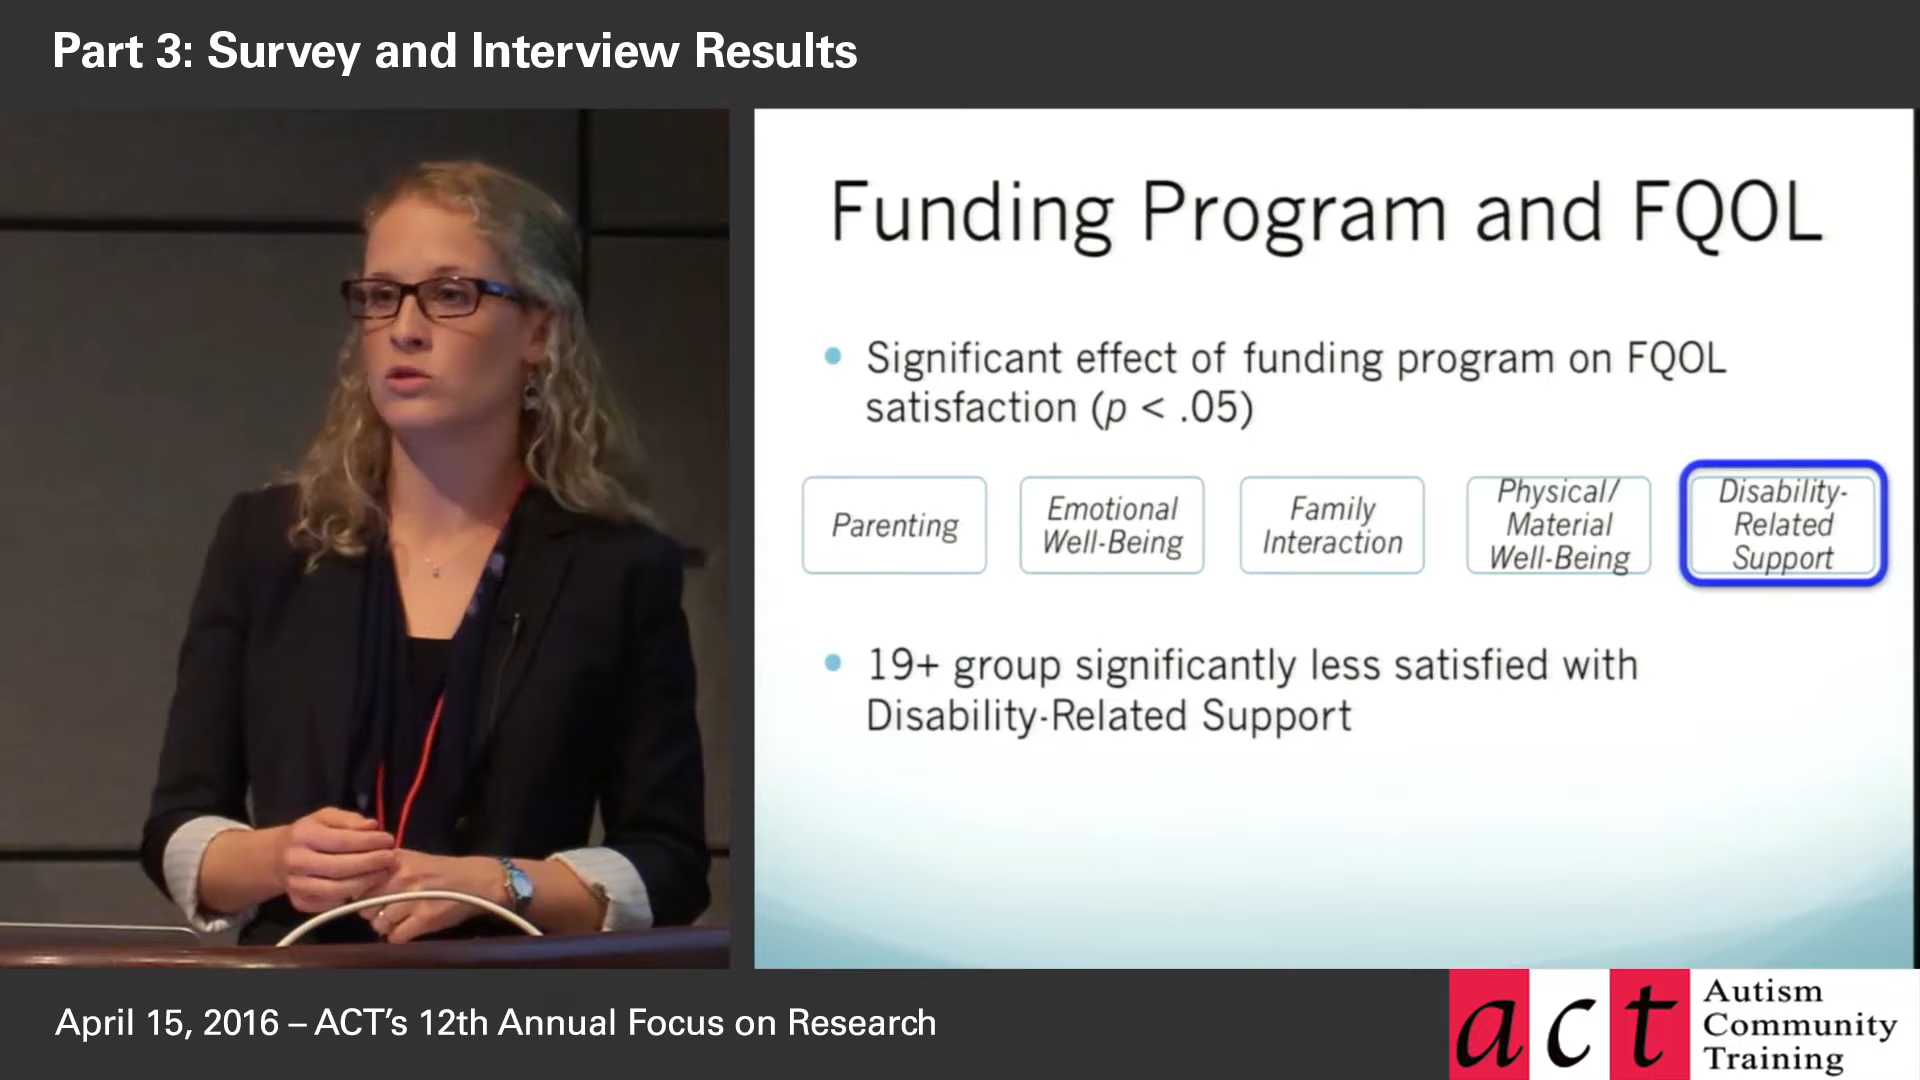 Part 3: Survey and Interview Results
Funding Program and FQOL
Significant effect of funding program on FQOL
satisfaction (p < .05)
Parenting
Emotional
Well-Being
Family
Interaction
Physical/
Material
Well-Being
Disability-
Related
Support
19+ group significantly less satisfied with
Disability-Related Support
April 15, 2016 – ACT’s 12th Annual Focus on Research
act
Autism
Community
Training